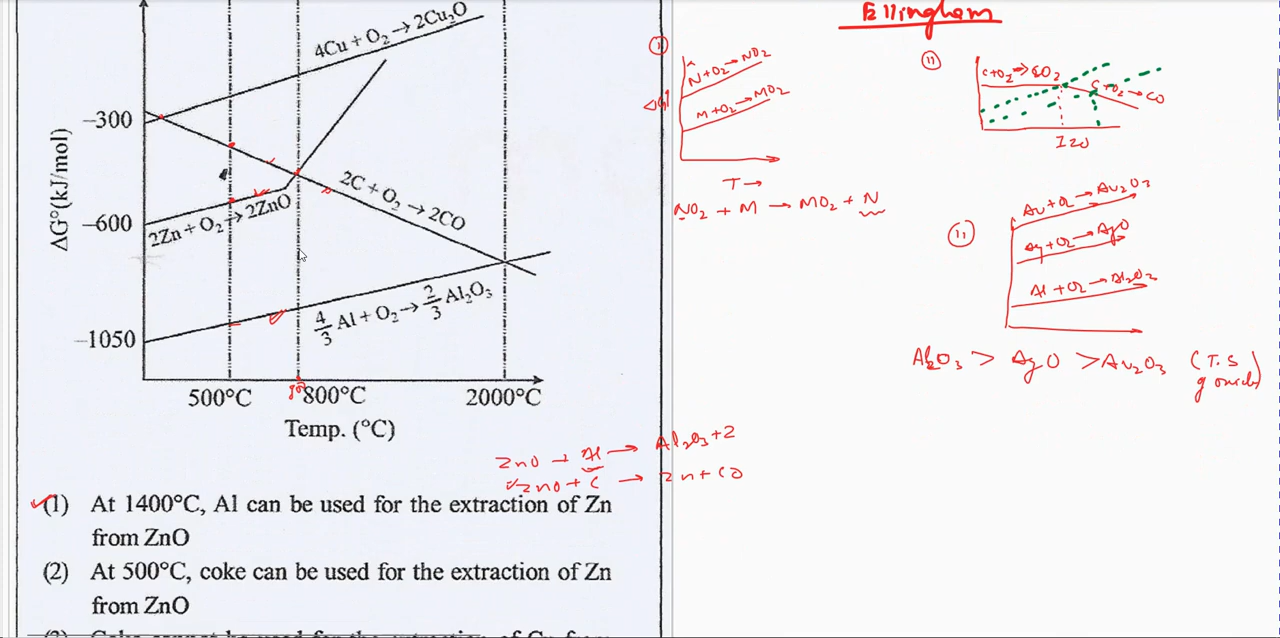 4Cu + O₂ → 2Cu₂O
−300
−600
−1050
ΔG°(kJ/mol)
2Zn + O₂ → 2ZnO
2C + O₂ → 2CO
4/3 Al + O₂ → 2/3 Al₂O₃
500°C
800°C
2000°C
Temp. (°C)
ZnO + Al → Al₂O₃ + Z
ZnO + C → Zn + CO
(1) At 1400°C, Al can be used for the extraction of Zn
from ZnO
(2) At 500°C, coke can be used for the extraction of Zn
from ZnO
Ellingham
(I)
N + O₂ → NO₂
M + O₂ → MO₂
T →
NO₂ + M → MO₂ + N
(II)
C + O₂ → CO₂
C + O₂ → CO
(11)
Au + O₂ → Au₂O₃
Ag + O₂ → AgO
Al + O₂ → Al₂O₃
Al₂O₃ > AgO > Au₂O₃ (T.S